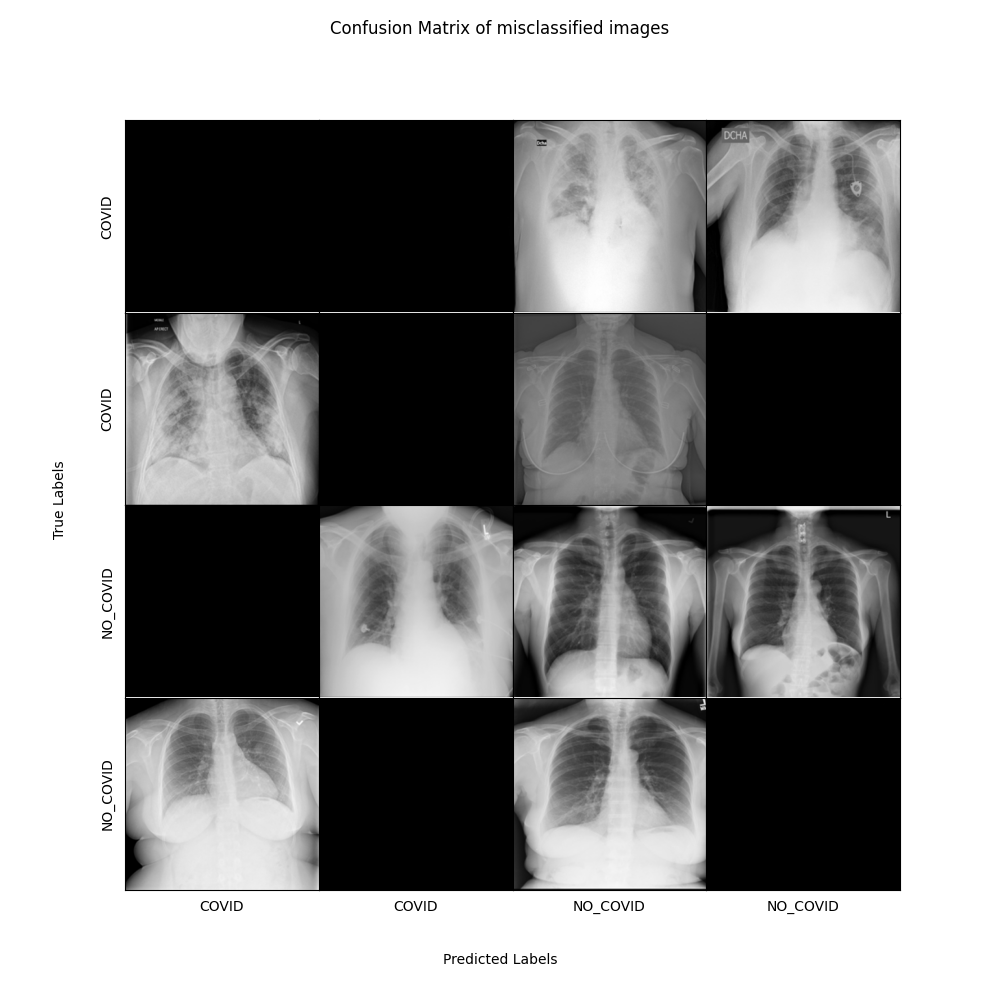 Confusion Matrix of misclassified images
DCHA
COVID
COVID
L
True Labels
NO_COVID
L
NO_COVID
COVID
COVID
NO_COVID
NO_COVID
Predicted Labels